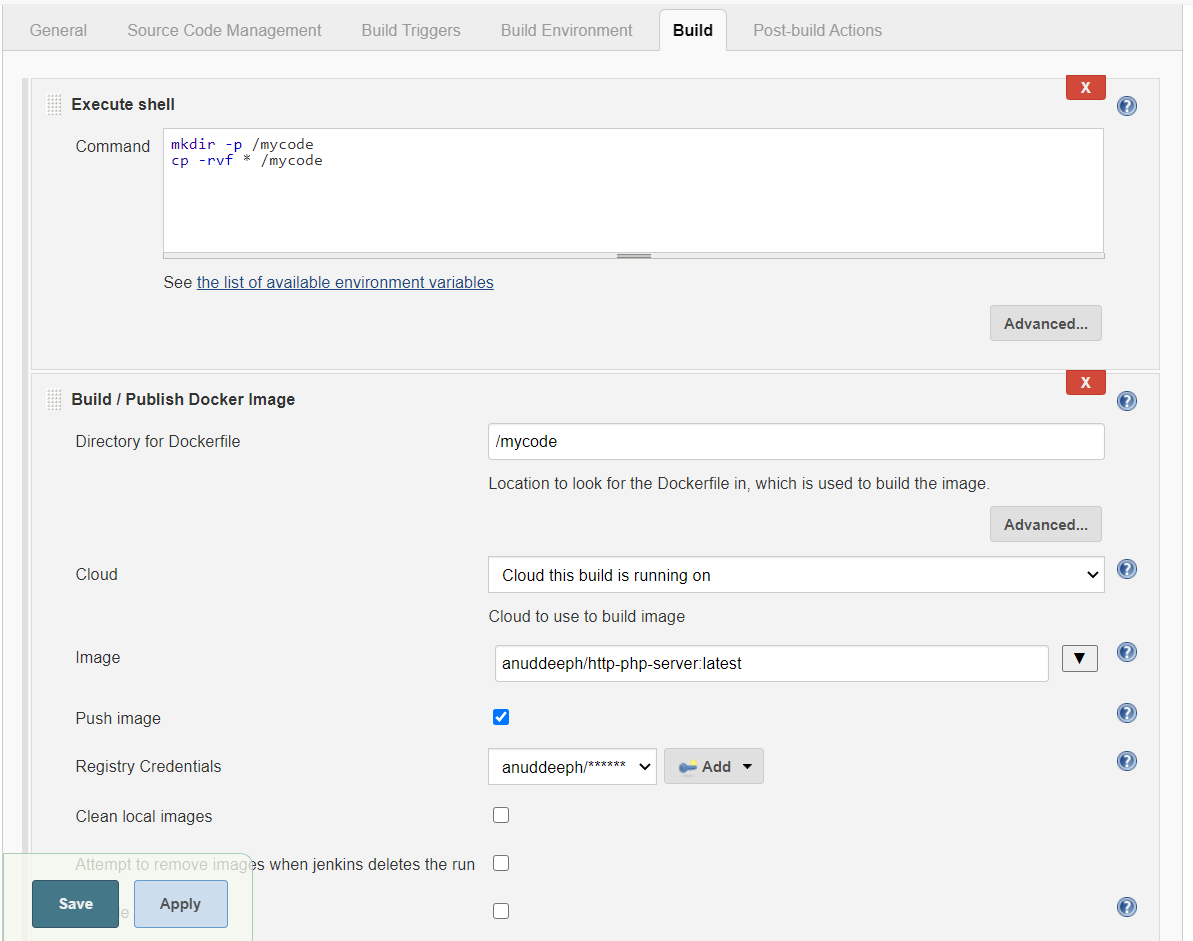 General Source Code Management Build Triggers Build Environment Build Post-build Actions
X
Execute shell
Command
mkdir -p /mycode
cp -rvf * /mycode
See the list of available environment variables
Advanced...
X
Build / Publish Docker Image
Directory for Dockerfile /mycode
Location to look for the Dockerfile in, which is used to build the image.
Advanced...
Cloud Cloud this build is running on
Cloud to use to build image
Image anuddeeph/http-php-server:latest
Push image
Registry Credentials anuddeeph/****** Add
Clean local images
Attempt to remove images when jenkins deletes the run
Save Apply